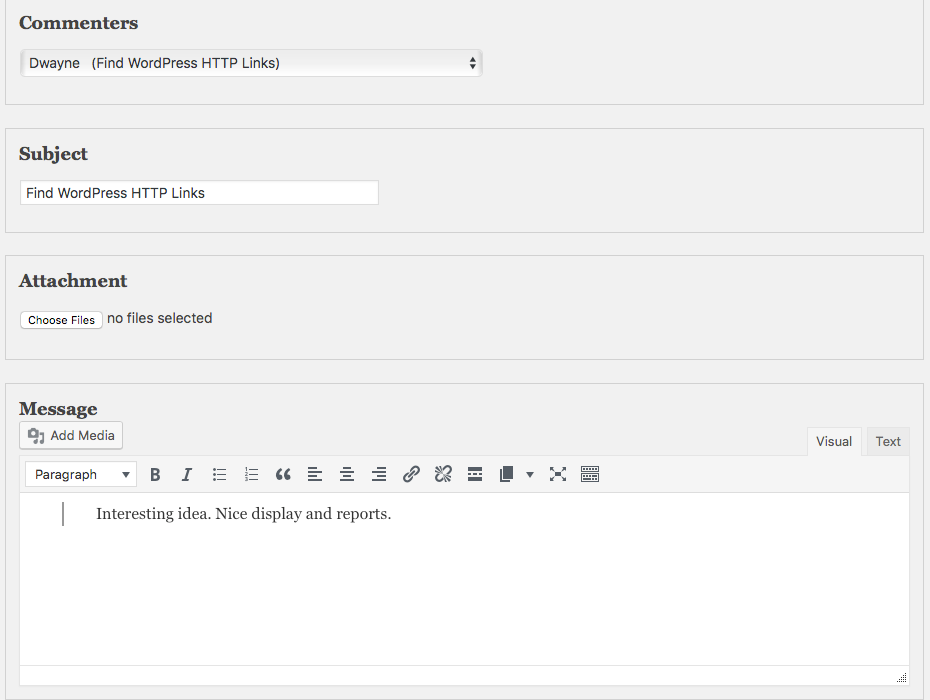 Commenters
Dwayne (Find WordPress HTTP Links)
Subject
Find WordPress HTTP Links
Attachment
Choose Files no files selected
Message
Add Media
Visual Text
Paragraph B I
Interesting idea. Nice display and reports.